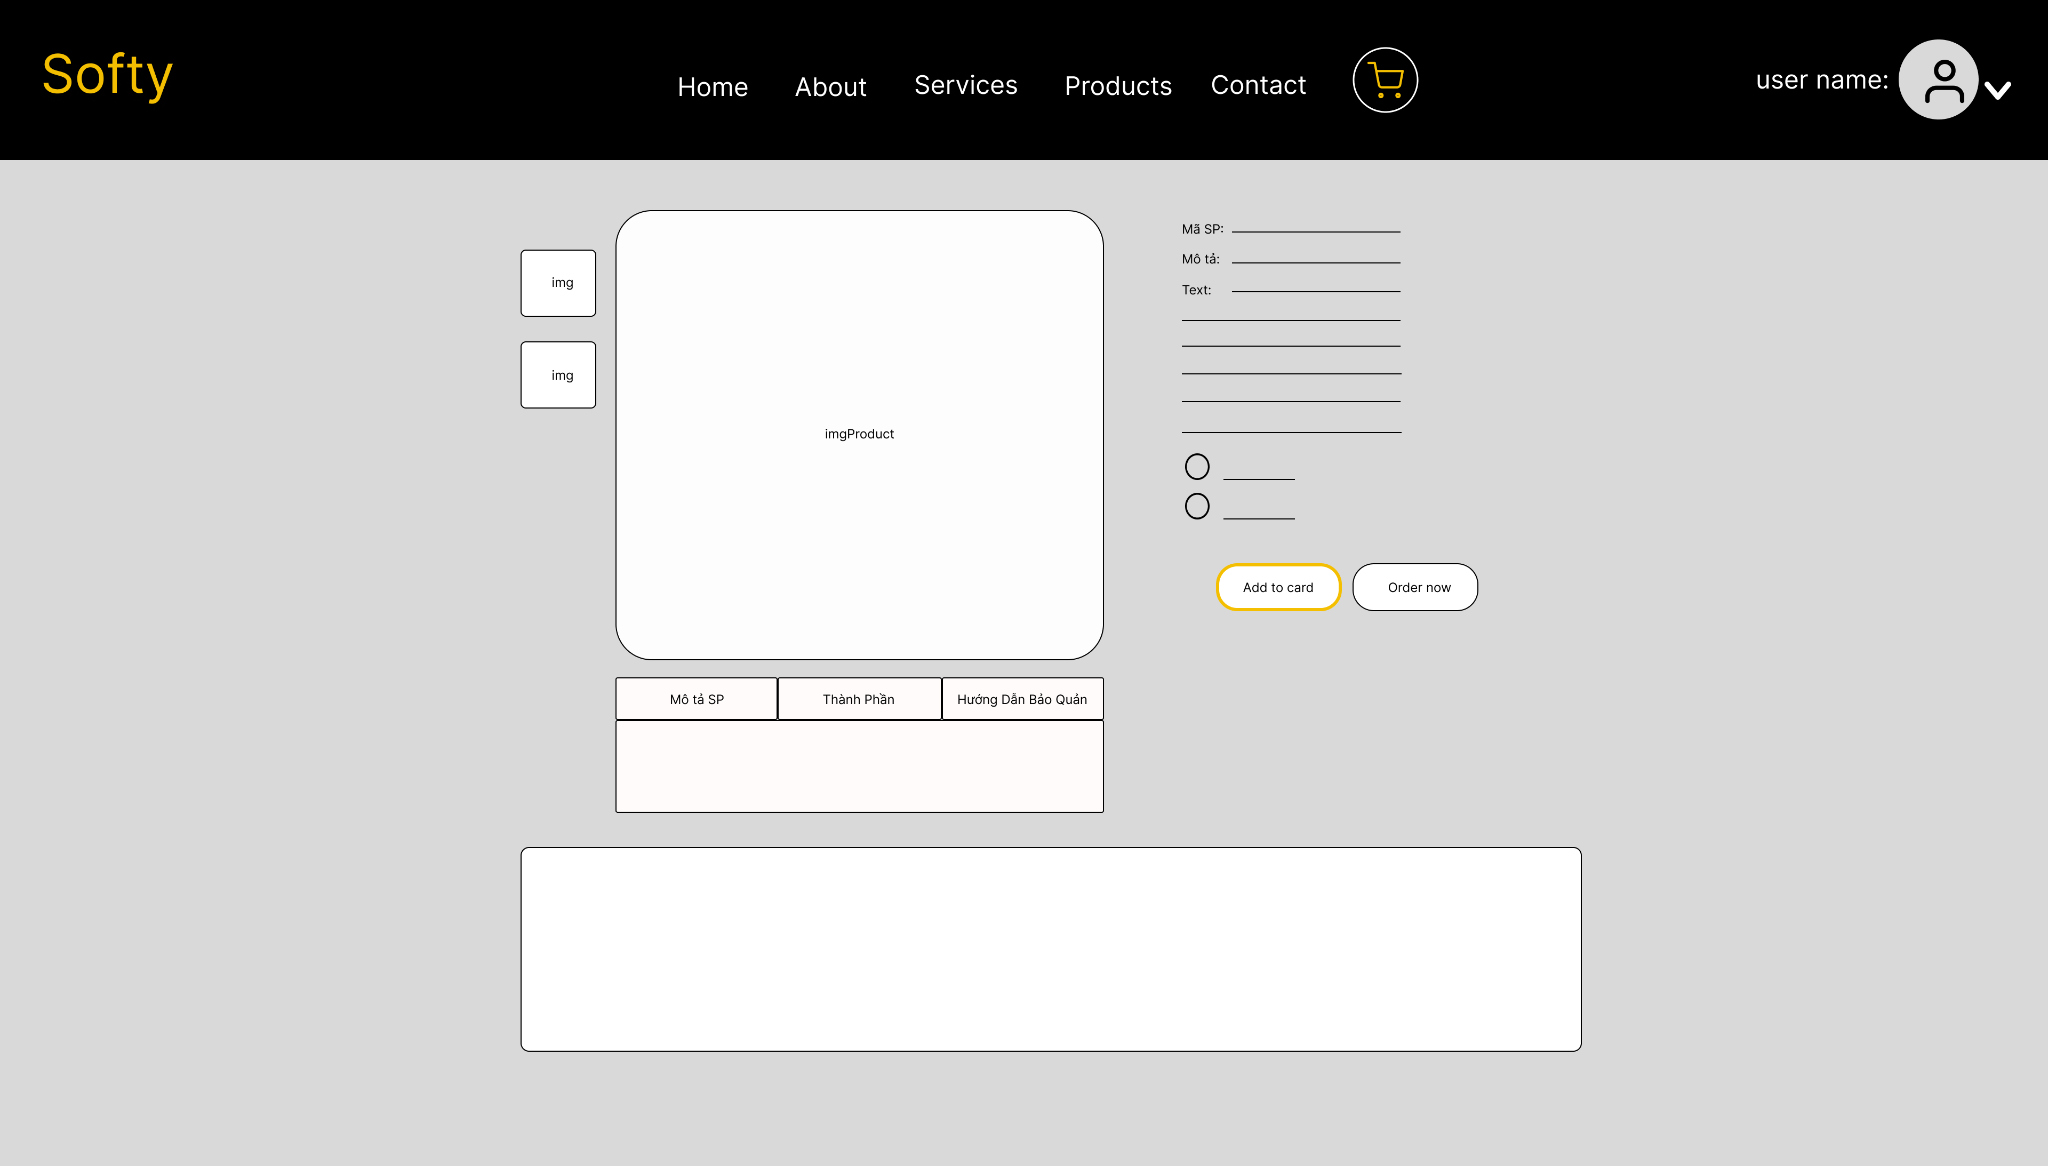 Softy
Home
About
Services
Products
Contact
user name:
img
img
imgProduct
Mã SP:
Mô tả:
Text:
Add to card
Order now
Mô tả SP
Thành Phần
Hướng Dẫn Bảo Quản